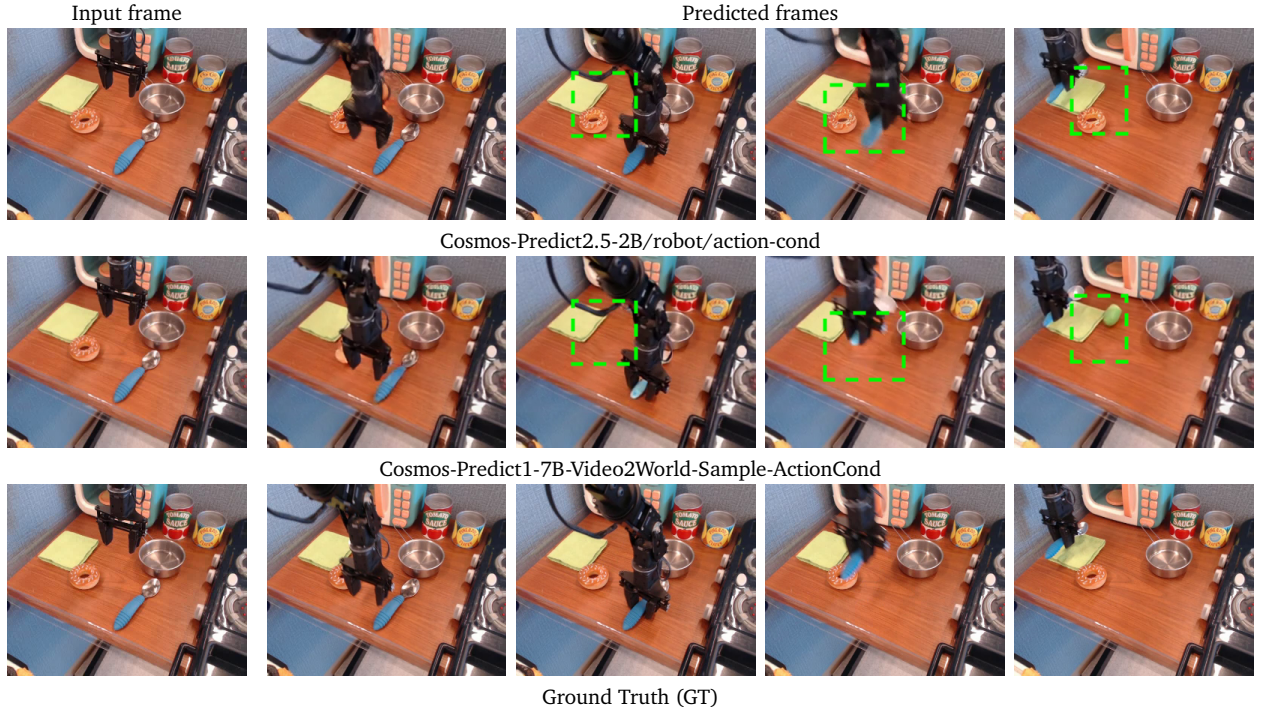 Input frame
Predicted frames
Cosmos-Predict2.5-2B/robot/action-cond
Cosmos-Predict1-7B-Video2World-Sample-ActionCond
Ground Truth (GT)